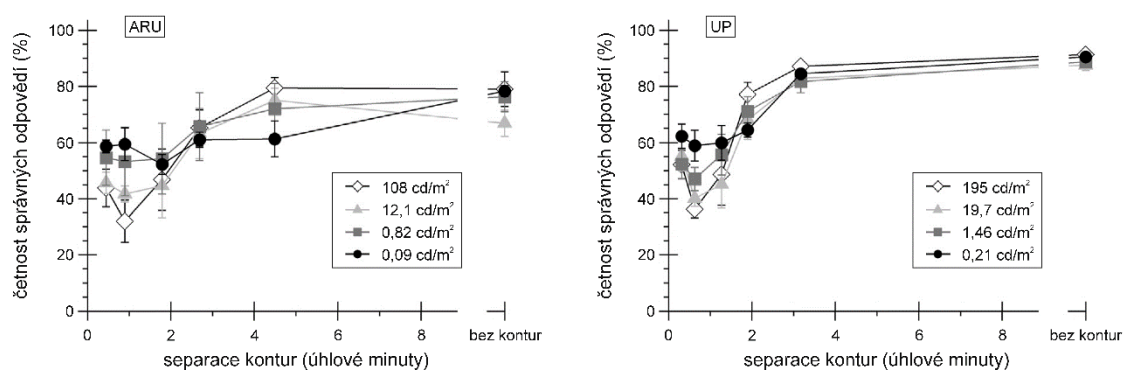 ARU
četnost správných odpovědí (%)
100
80
60
40
20
0
108 cd/m²
12,1 cd/m²
0,82 cd/m²
0,09 cd/m²
0 2 4 6 8 bez kontur
separace kontur (úhlové minuty)
UP
četnost správných odpovědí (%)
100
80
60
40
20
0
195 cd/m²
19,7 cd/m²
1,46 cd/m²
0,21 cd/m²
0 2 4 6 8 bez kontur
separace kontur (úhlové minuty)